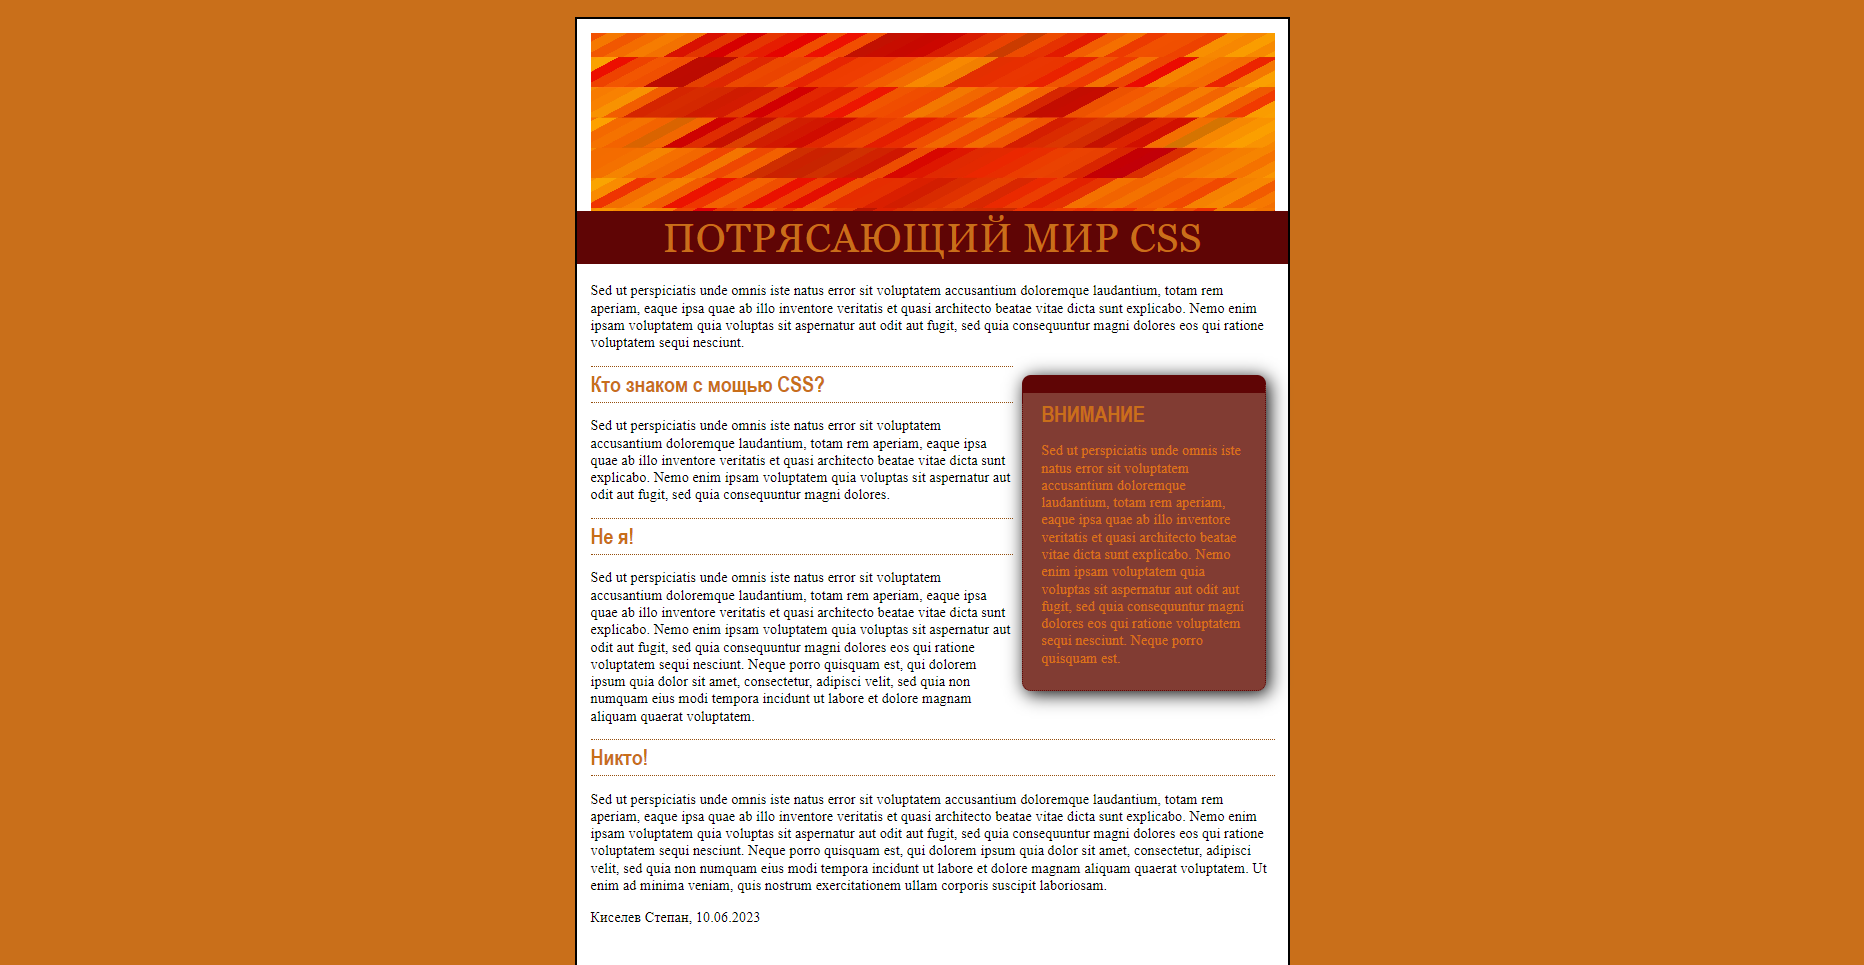 ПОТРЯСАЮЩИЙ МИР CSS
Sed ut perspiciatis unde omnis iste natus error sit voluptatem accusantium doloremque laudantium, totam rem
aperiam, eaque ipsa quae ab illo inventore veritatis et quasi architecto beatae vitae dicta sunt explicabo. Nemo enim
ipsam voluptatem quia voluptas sit aspernatur aut odit aut fugit, sed quia consequuntur magni dolores eos qui ratione
voluptatem sequi nesciunt.
Кто знаком с мощью CSS?
Sed ut perspiciatis unde omnis iste natus error sit voluptatem
accusantium doloremque laudantium, totam rem aperiam, eaque ipsa
quae ab illo inventore veritatis et quasi architecto beatae vitae dicta sunt
explicabo. Nemo enim ipsam voluptatem quia voluptas sit aspernatur aut
odit aut fugit, sed quia consequuntur magni dolores.
Не я!
Sed ut perspiciatis unde omnis iste natus error sit voluptatem
accusantium doloremque laudantium, totam rem aperiam, eaque ipsa
quae ab illo inventore veritatis et quasi architecto beatae vitae dicta sunt
explicabo. Nemo enim ipsam voluptatem quia voluptas sit aspernatur aut
odit aut fugit, sed quia consequuntur magni dolores eos qui ratione
voluptatem sequi nesciunt. Neque porro quisquam est, qui dolorem
ipsum quia dolor sit amet, consectetur, adipisci velit, sed quia non
numquam eius modi tempora incidunt ut labore et dolore magnam
aliquam quaerat voluptatem.
ВНИМАНИЕ
Sed ut perspiciatis unde omnis iste
natus error sit voluptatem
accusantium doloremque
laudantium, totam rem aperiam,
eaque ipsa quae ab illo inventore
veritatis et quasi architecto beatae
vitae dicta sunt explicabo. Nemo
enim ipsam voluptatem quia
voluptas sit aspernatur aut odit aut
fugit, sed quia consequuntur magni
dolores eos qui ratione voluptatem
sequi nesciunt. Neque porro
quisquam est.
Никто!
Sed ut perspiciatis unde omnis iste natus error sit voluptatem accusantium doloremque laudantium, totam rem
aperiam, eaque ipsa quae ab illo inventore veritatis et quasi architecto beatae vitae dicta sunt explicabo. Nemo enim
ipsam voluptatem quia voluptas sit aspernatur aut odit aut fugit, sed quia consequuntur magni dolores eos qui ratione
voluptatem sequi nesciunt. Neque porro quisquam est, qui dolorem ipsum quia dolor sit amet, consectetur, adipisci
velit, sed quia non numquam eius modi tempora incidunt ut labore et dolore magnam aliquam quaerat voluptatem. Ut
enim ad minima veniam, quis nostrum exercitationem ullam corporis suscipit laboriosam.
Киселев Степан, 10.06.2023